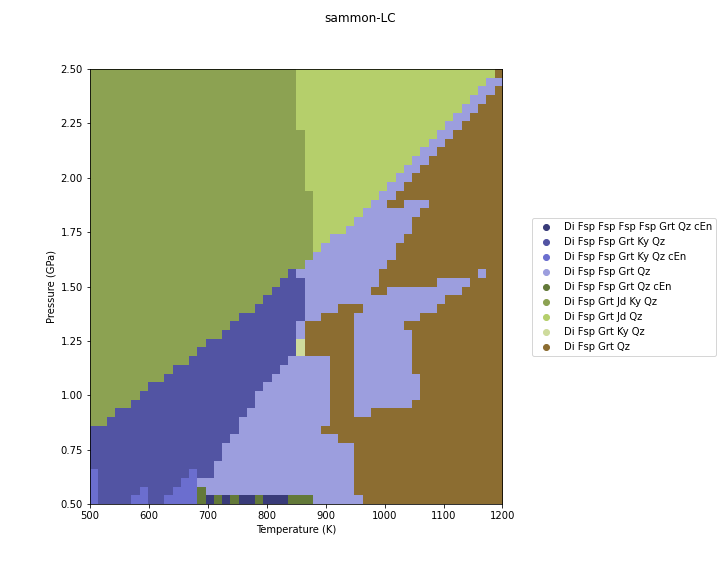 sammon-LC
Pressure (GPa)
2.50
2.25
2.00
1.75
1.50
1.25
1.00
0.75
0.50
500
600
700
800
900
1000
1100
1200
Temperature (K)
Di Fsp Fsp Fsp Fsp Grt Qz cEn
Di Fsp Fsp Grt Ky Qz
Di Fsp Fsp Grt Ky Qz cEn
Di Fsp Fsp Grt Qz
Di Fsp Fsp Grt Qz cEn
Di Fsp Grt Jd Ky Qz
Di Fsp Grt Jd Qz
Di Fsp Grt Ky Qz
Di Fsp Grt Qz